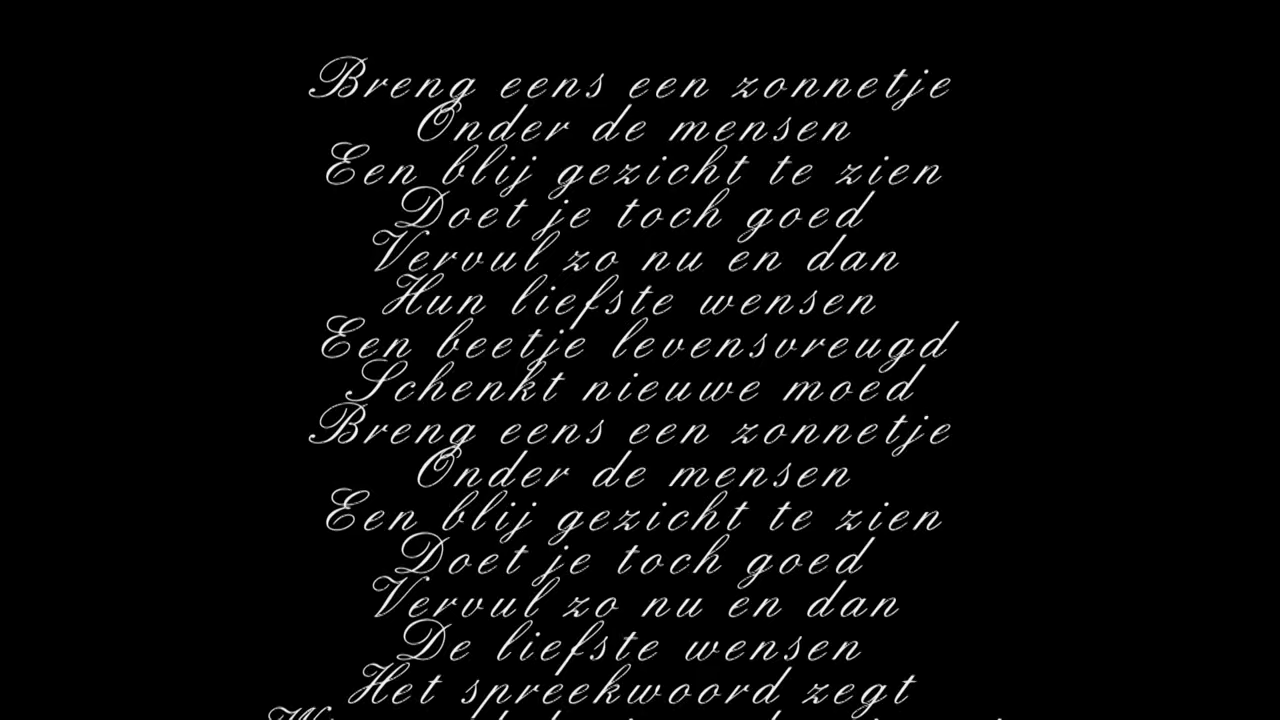 Breng eens een zonnetje
Onder de mensen
Een blij gezicht te zien
Doet je toch goed
Vervul zo nu en dan
Hun liefste wensen
Een beetje levensvreugd
Schenkt nieuwe moed
Breng eens een zonnetje
Onder de mensen
Een blij gezicht te zien
Doet je toch goed
Vervul zo nu en dan
De liefste wensen
Het spreekwoord zegt